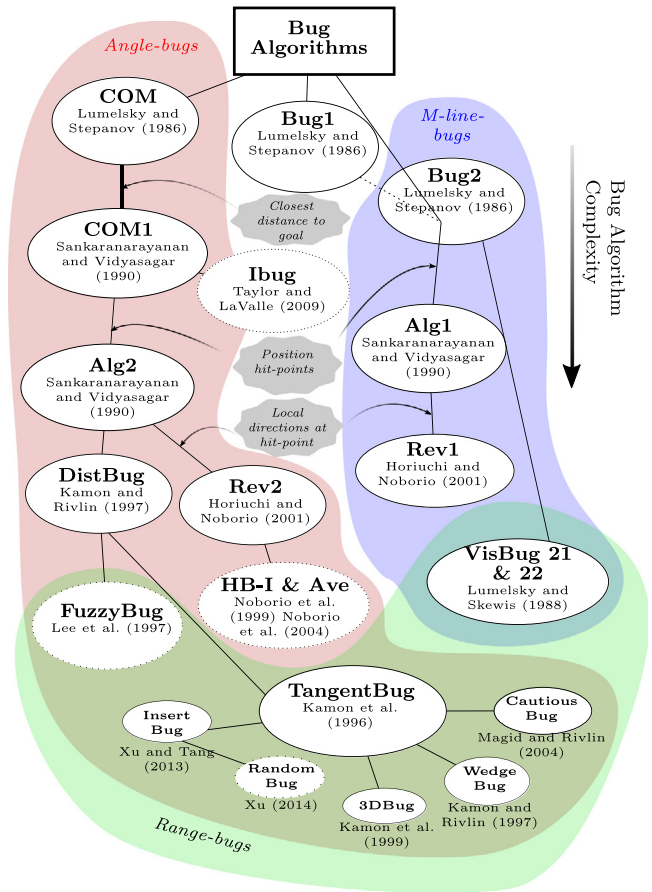 Bug
Algorithms
Angle-bugs
COM
Lumelsky and
Stepanov (1986)
Bug1
Lumelsky and
Stepanov (1986)
M-line-
bugs
Bug2
Lumelsky and
Stepanov (1986)
Bug Algorithm
Complexity
Closest
distance to
goal
COM1
Sankaranarayanan
and Vidyasagar
(1990)
Ibug
Taylor and
LaValle (2009)
Alg1
Sankaranarayanan
and Vidyasagar
(1990)
Position
hit-points
Alg2
Sankaranarayanan
and Vidyasagar
(1990)
Local
directions at
hit-point
Rev1
Horiuchi and
Noborio (2001)
DistBug
Kamon and
Rivlin (1997)
Rev2
Horiuchi and
Noborio (2001)
VisBug 21
& 22
Lumelsky and
Skewis (1988)
HB-I & Ave
Noborio et al.
(1999) Noborio
et al. (2004)
FuzzyBug
Lee et al. (1997)
TangentBug
Kamon et al.
(1996)
Cautious
Bug
Magid and Rivlin
(2004)
Insert
Bug
Xu and Tang
(2013)
Random
Bug
Xu (2014)
3DBug
Kamon et al.
(1999)
Wedge
Bug
Kamon and
Rivlin (1997)
Range-bugs